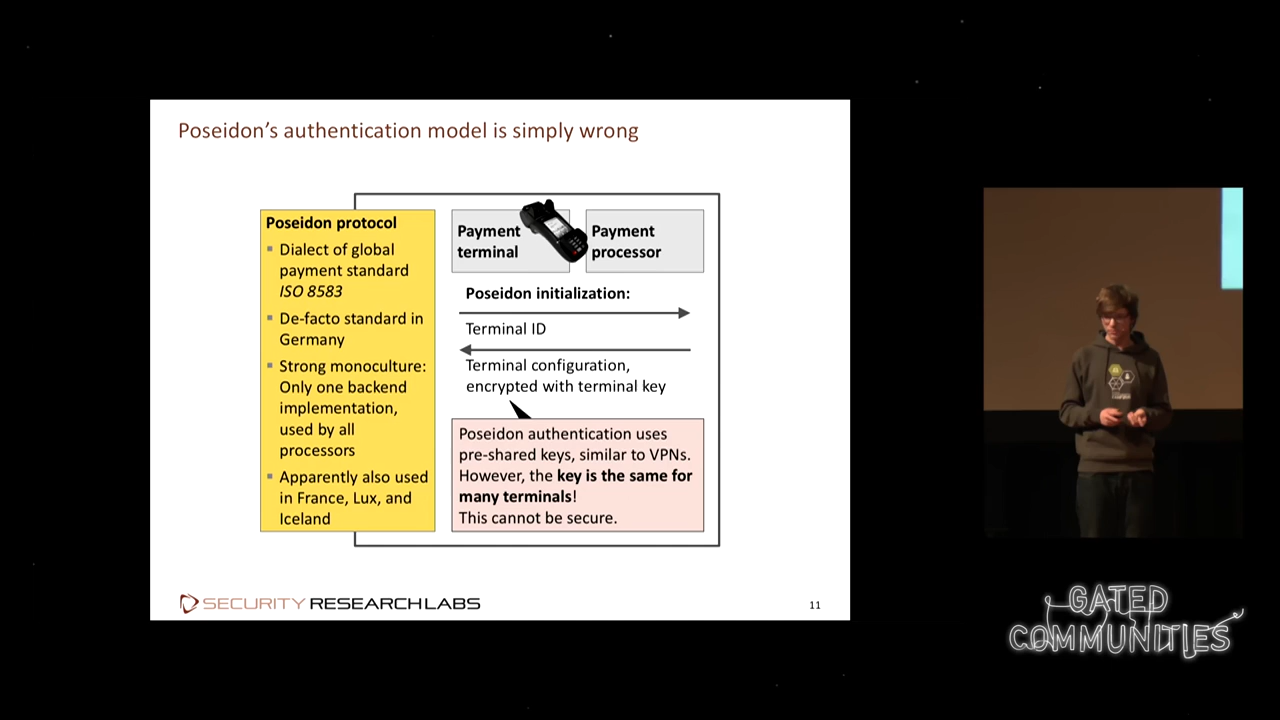 Poseidon's authentication model is simply wrong
Poseidon protocol
▪ Dialect of global
payment standard
ISO 8583
▪ De-facto standard in
Germany
▪ Strong monoculture:
Only one backend
implementation,
used by all
processors
▪ Apparently also used
in France, Lux, and
Iceland
Payment
terminal
Payment
processor
Poseidon initialization:
Terminal ID
Terminal configuration,
encrypted with terminal key
Poseidon authentication uses
pre-shared keys, similar to VPNs.
However, the key is the same for
many terminals!
This cannot be secure.
SECURITY RESEARCH LABS
11
GATED
COMMUNITIES